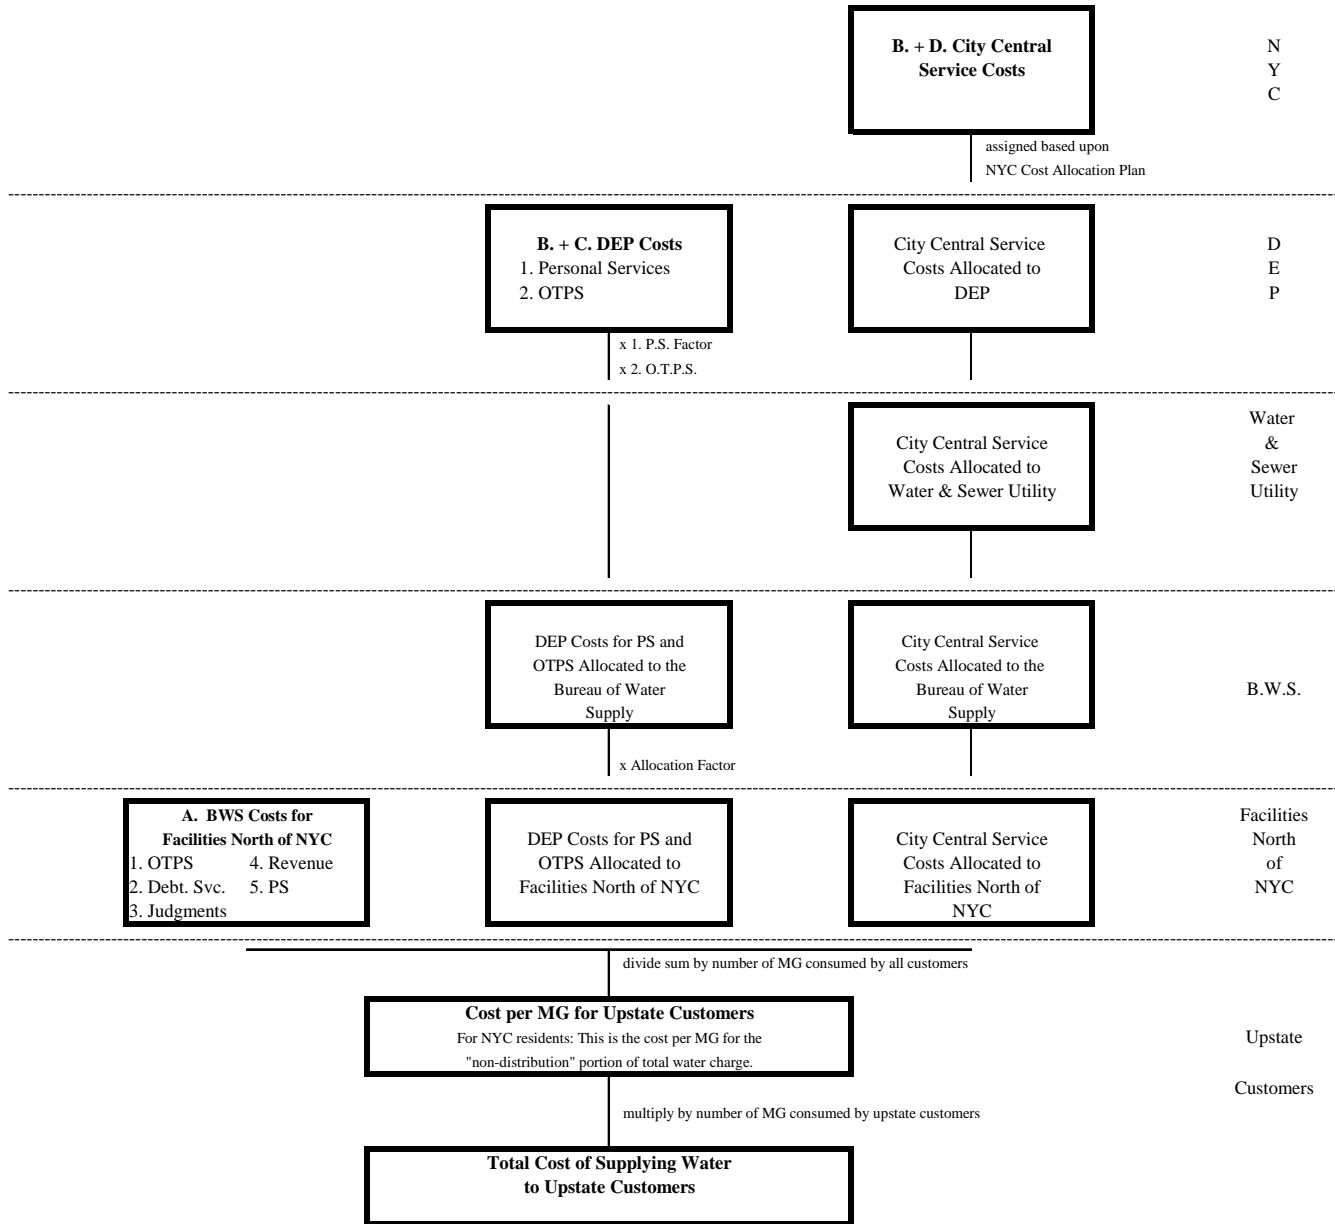 B. + D. City Central
Service Costs
N
Y
C
assigned based upon
NYC Cost Allocation Plan
B. + C. DEP Costs
1. Personal Services
2. OTPS
City Central Service
Costs Allocated to
DEP
D
E
P
x 1. P.S. Factor
x 2. O.T.P.S.
City Central Service
Costs Allocated to
Water & Sewer Utility
Water
&
Sewer
Utility
DEP Costs for PS and
OTPS Allocated to the
Bureau of Water
Supply
City Central Service
Costs Allocated to the
Bureau of Water
Supply
B.W.S.
x Allocation Factor
A. BWS Costs for
Facilities North of NYC
1. OTPS 4. Revenue
2. Debt. Svc. 5. PS
3. Judgments
DEP Costs for PS and
OTPS Allocated to
Facilities North of NYC
City Central Service
Costs Allocated to
Facilities North of
NYC
Facilities
North
of
NYC
divide sum by number of MG consumed by all customers
Cost per MG for Upstate Customers
For NYC residents: This is the cost per MG for the
"non-distribution" portion of total water charge.
Upstate
Customers
multiply by number of MG consumed by upstate customers
Total Cost of Supplying Water
to Upstate Customers